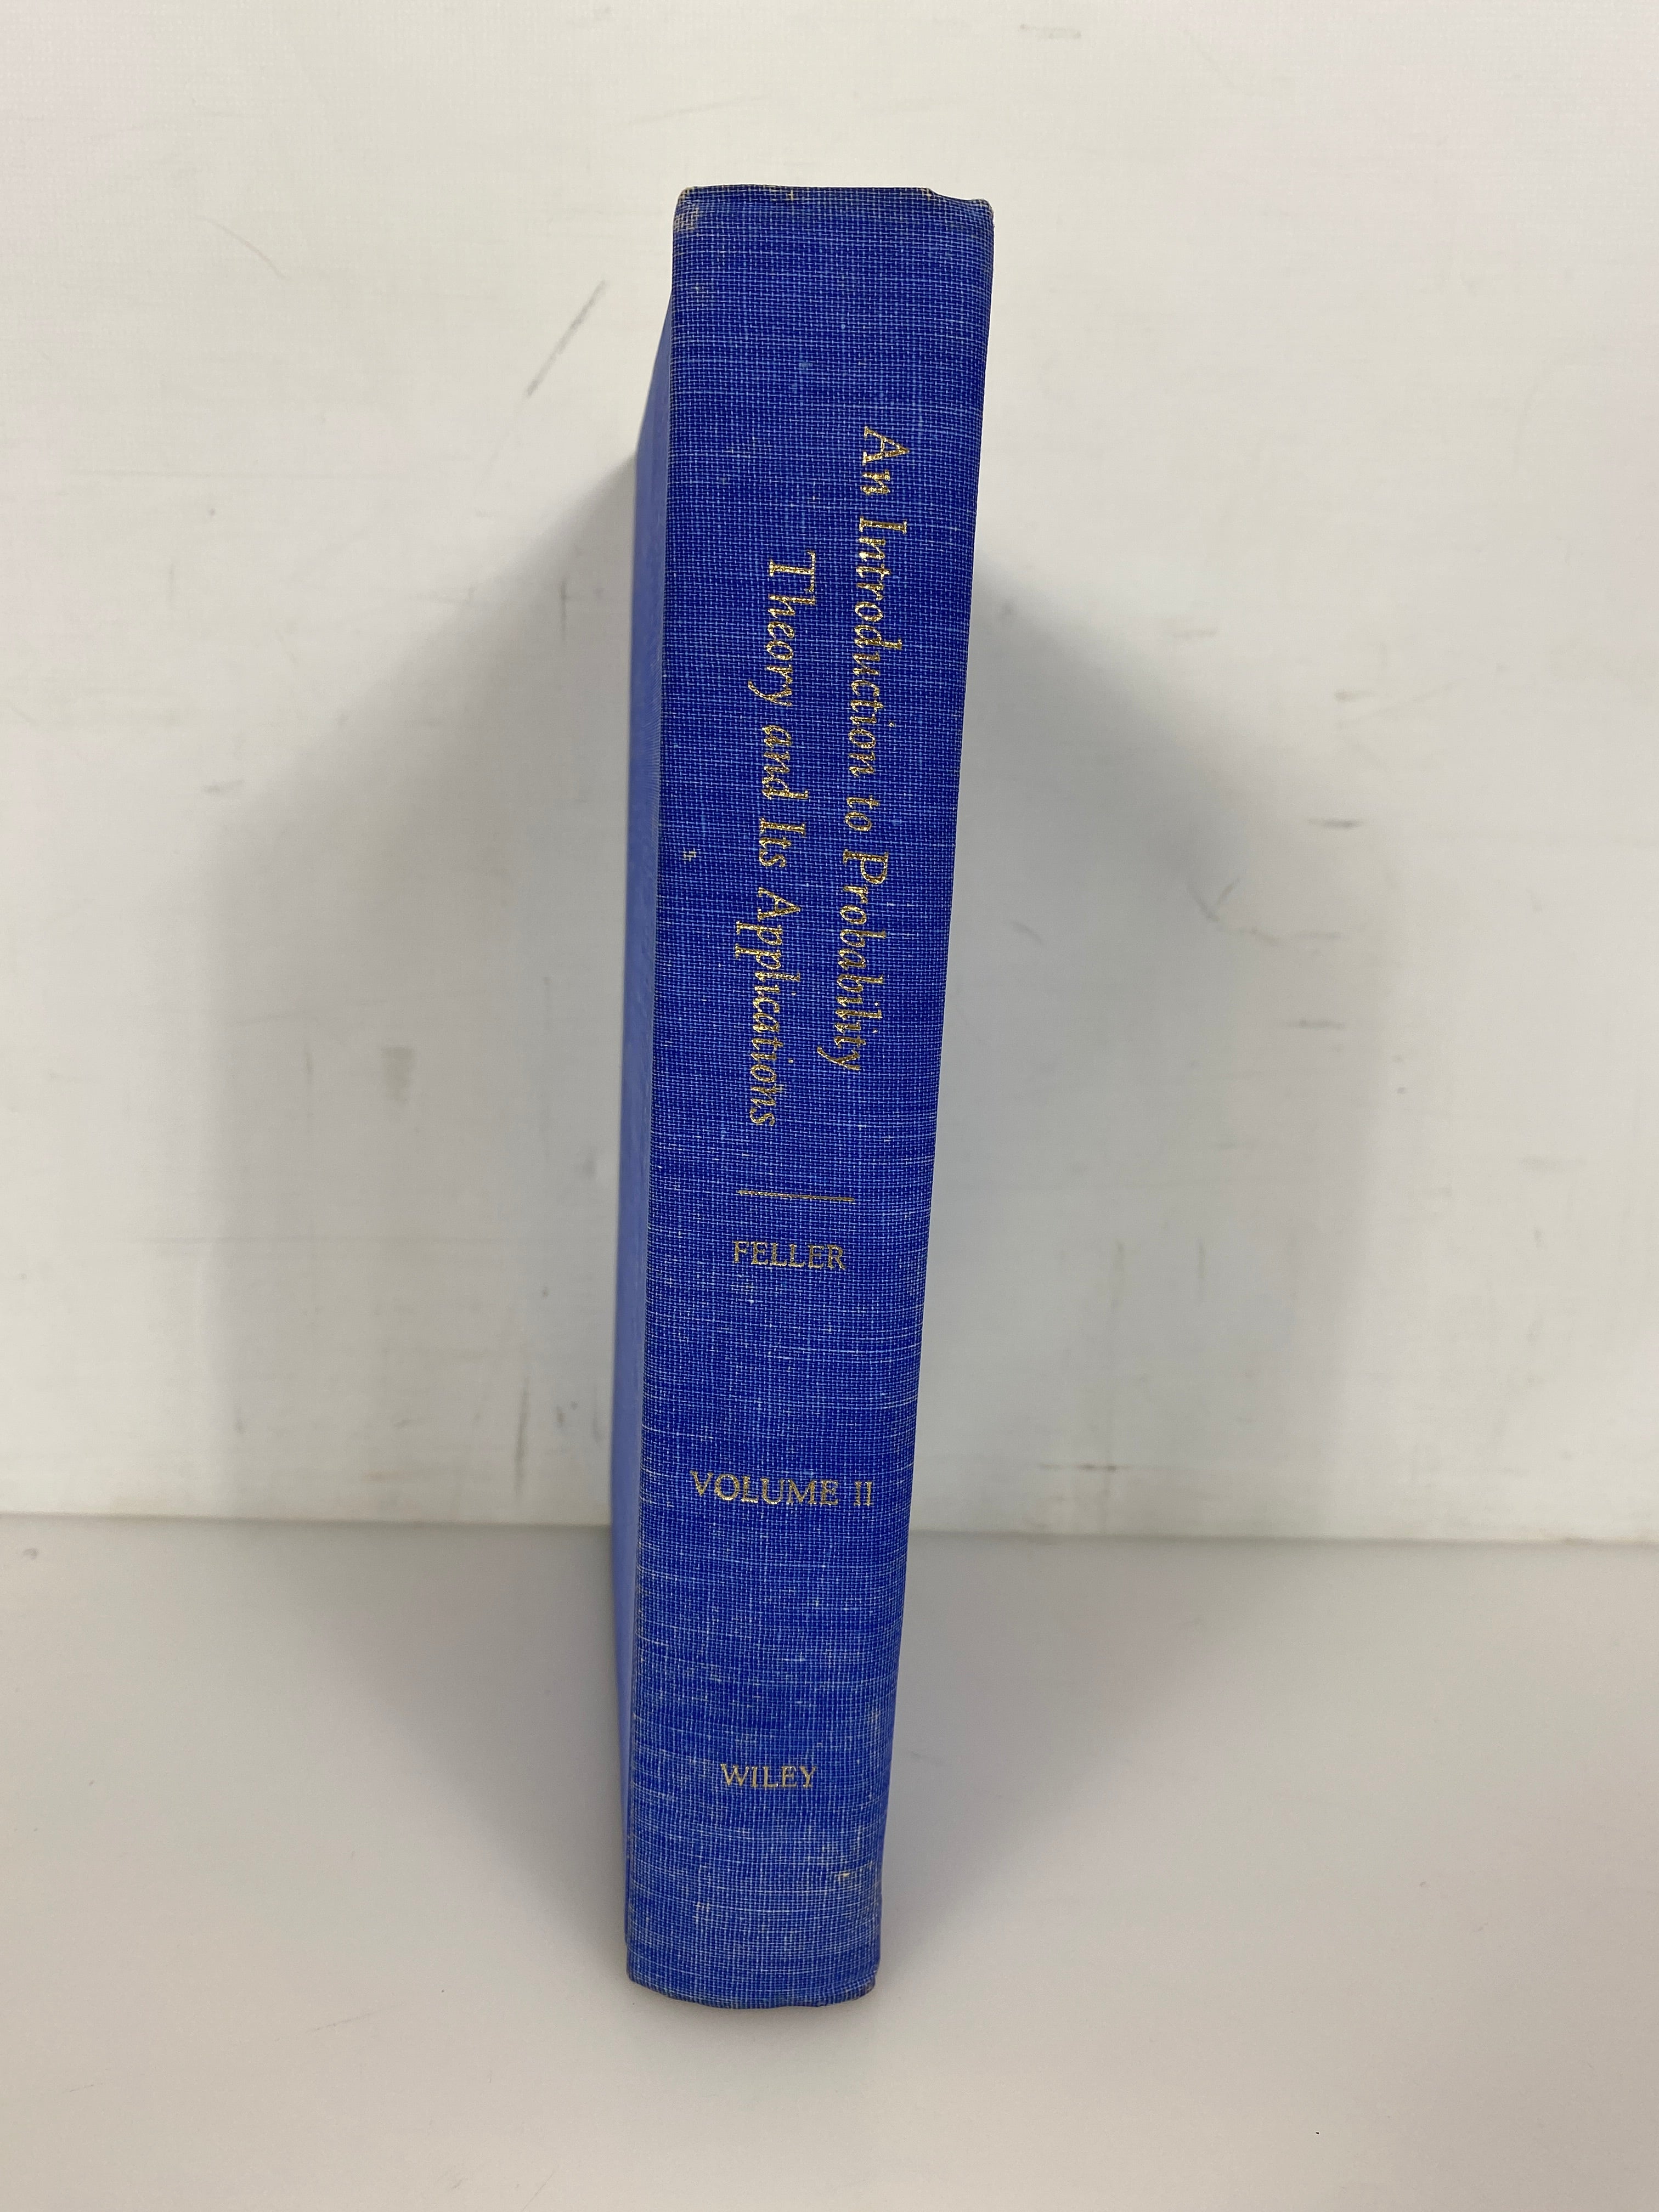 An Introduction to Probability
Theory and Its Applications
FELLER
VOLUME II
WILEY